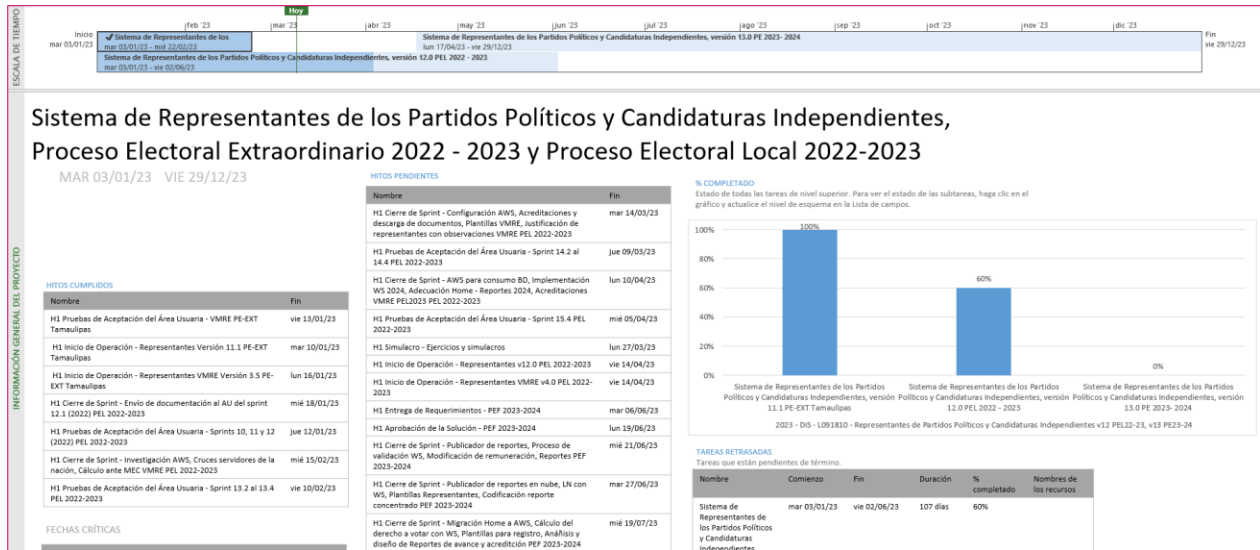 Hoy
feb '23
mar '23
abr '23
may '23
jun '23
jul '23
ago '23
sep '23
oct '23
nov '23
dic '23
ESCALA DE TIEMPO
Inicio
mar 03/01/23
Sistema de Representantes de los
mar 03/01/23 - mié 22/02/23
Sistema de Representantes de los Partidos Políticos y Candidaturas Independientes, versión 13.0 PE 2023- 2024
lun 17/04/23 - vie 29/12/23
Sistema de Representantes de los Partidos Políticos y Candidaturas Independientes, versión 12.0 PEL 2022 - 2023
mar 03/01/23 - vie 02/06/23
Fin
vie 29/12/23
INFORMACIÓN GENERAL DEL PROYECTO
Sistema de Representantes de los Partidos Políticos y Candidaturas Independientes,
Proceso Electoral Extraordinario 2022 - 2023 y Proceso Electoral Local 2022-2023
MAR 03/01/23 VIE 29/12/23
HITOS CUMPLIDOS
Nombre Fin
H1 Pruebas de Aceptación del Área Usuaria - VMRE PE-EXT vie 13/01/23
Tamaulipas
H1 Inicio de Operación - Representantes Versión 11.1 PE-EXT mar 10/01/23
Tamaulipas
H1 Inicio de Operación - Representantes VMRE Versión 3.5 PE- lun 16/01/23
EXT Tamaulipas
H1 Cierre de Sprint - Envío de documentación al AU del sprint mié 18/01/23
12.1 (2022) PEL 2022-2023
H1 Pruebas de Aceptación del Área Usuaria - Sprints 10, 11 y 12 jue 12/01/23
(2022) PEL 2022-2023
H1 Cierre de Sprint - Investigación AWS, Cruces servidores de la mié 15/02/23
nación, Cálculo ante MEC VMRE PEL 2022-2023
H1 Pruebas de Aceptación del Área Usuaria - Sprint 13.2 al 13.4 vie 10/02/23
PEL 2022-2023
FECHAS CRÍTICAS
HITOS PENDIENTES
Nombre Fin
H1 Cierre de Sprint - Configuración AWS, Acreditaciones y mar 14/03/23
descarga de documentos, Plantillas VMRE, Justificación de
representantes con observaciones VMRE PEL 2022-2023
H1 Pruebas de Aceptación del Área Usuaria - Sprint 14.2 al jue 09/03/23
14.4 PEL 2022-2023
H1 Cierre de Sprint - AWS para consumo BD, Implementación lun 10/04/23
WS 2024, Adecuación Home - Reportes 2024, Acreditaciones
VMRE PEL2023 PEL 2022-2023
H1 Pruebas de Aceptación del Área Usuaria - Sprint 15.4 PEL mié 05/04/23
2022-2023
H1 Simulacro - Ejercicios y simulacros lun 27/03/23
H1 Inicio de Operación - Representantes v12.0 PEL 2022-2023 vie 14/04/23
H1 Inicio de Operación - Representantes VMRE v4.0 PEL 2022- vie 14/04/23
2023
H1 Entrega de Requerimientos - PEF 2023-2024 mar 06/06/23
H1 Aprobación de la Solución - PEF 2023-2024 lun 19/06/23
H1 Cierre de Sprint - Publicador de reportes, Proceso de mié 21/06/23
validación WS, Modificación de remuneración, Reportes PEF
2023-2024
H1 Cierre de Sprint - Publicador de reportes en nube, LN con mar 27/06/23
WS, Plantillas Representantes, Codificación reporte
concentrado PEF 2023-2024
H1 Cierre de Sprint - Migración Home a AWS, Cálculo del mié 19/07/23
derecho a votar con WS, Plantillas para registro, Anáñisis y
diseño de Reportes de avance y acreditción PEF 2023-2024
% COMPLETADO
Estado de todas las tareas de nivel superior. Para ver el estado de las subtareas, haga clic en el
gráfico y actualice el nivel de esquema en la Lista de campos.
100%
80%
60%
40%
20%
0%
100%
60%
0%
Sistema de Representantes de los Partidos
Políticos y Candidaturas Independientes, versión
11.1 PE-EXT Tamaulipas
Sistema de Representantes de los Partidos
Políticos y Candidaturas Independientes, versión
12.0 PEL 2022 - 2023
Sistema de Representantes de los Partidos
Políticos y Candidaturas Independientes, versión
13.0 PE 2023- 2024
2023 - DiS - L091810 - Representantes de Partidos Políticos y Candidaturas Independientes v12 PEL22-23, v13 PE23-24
TAREAS RETRASADAS
Tareas que están pendientes de término.
Nombre Comienzo Fin Duración % completado Nombres de los recursos
Sistema de mar 03/01/23 vie 02/06/23 107 días 60%
Representantes de
los Partidos Políticos
y Candidaturas
Independientes